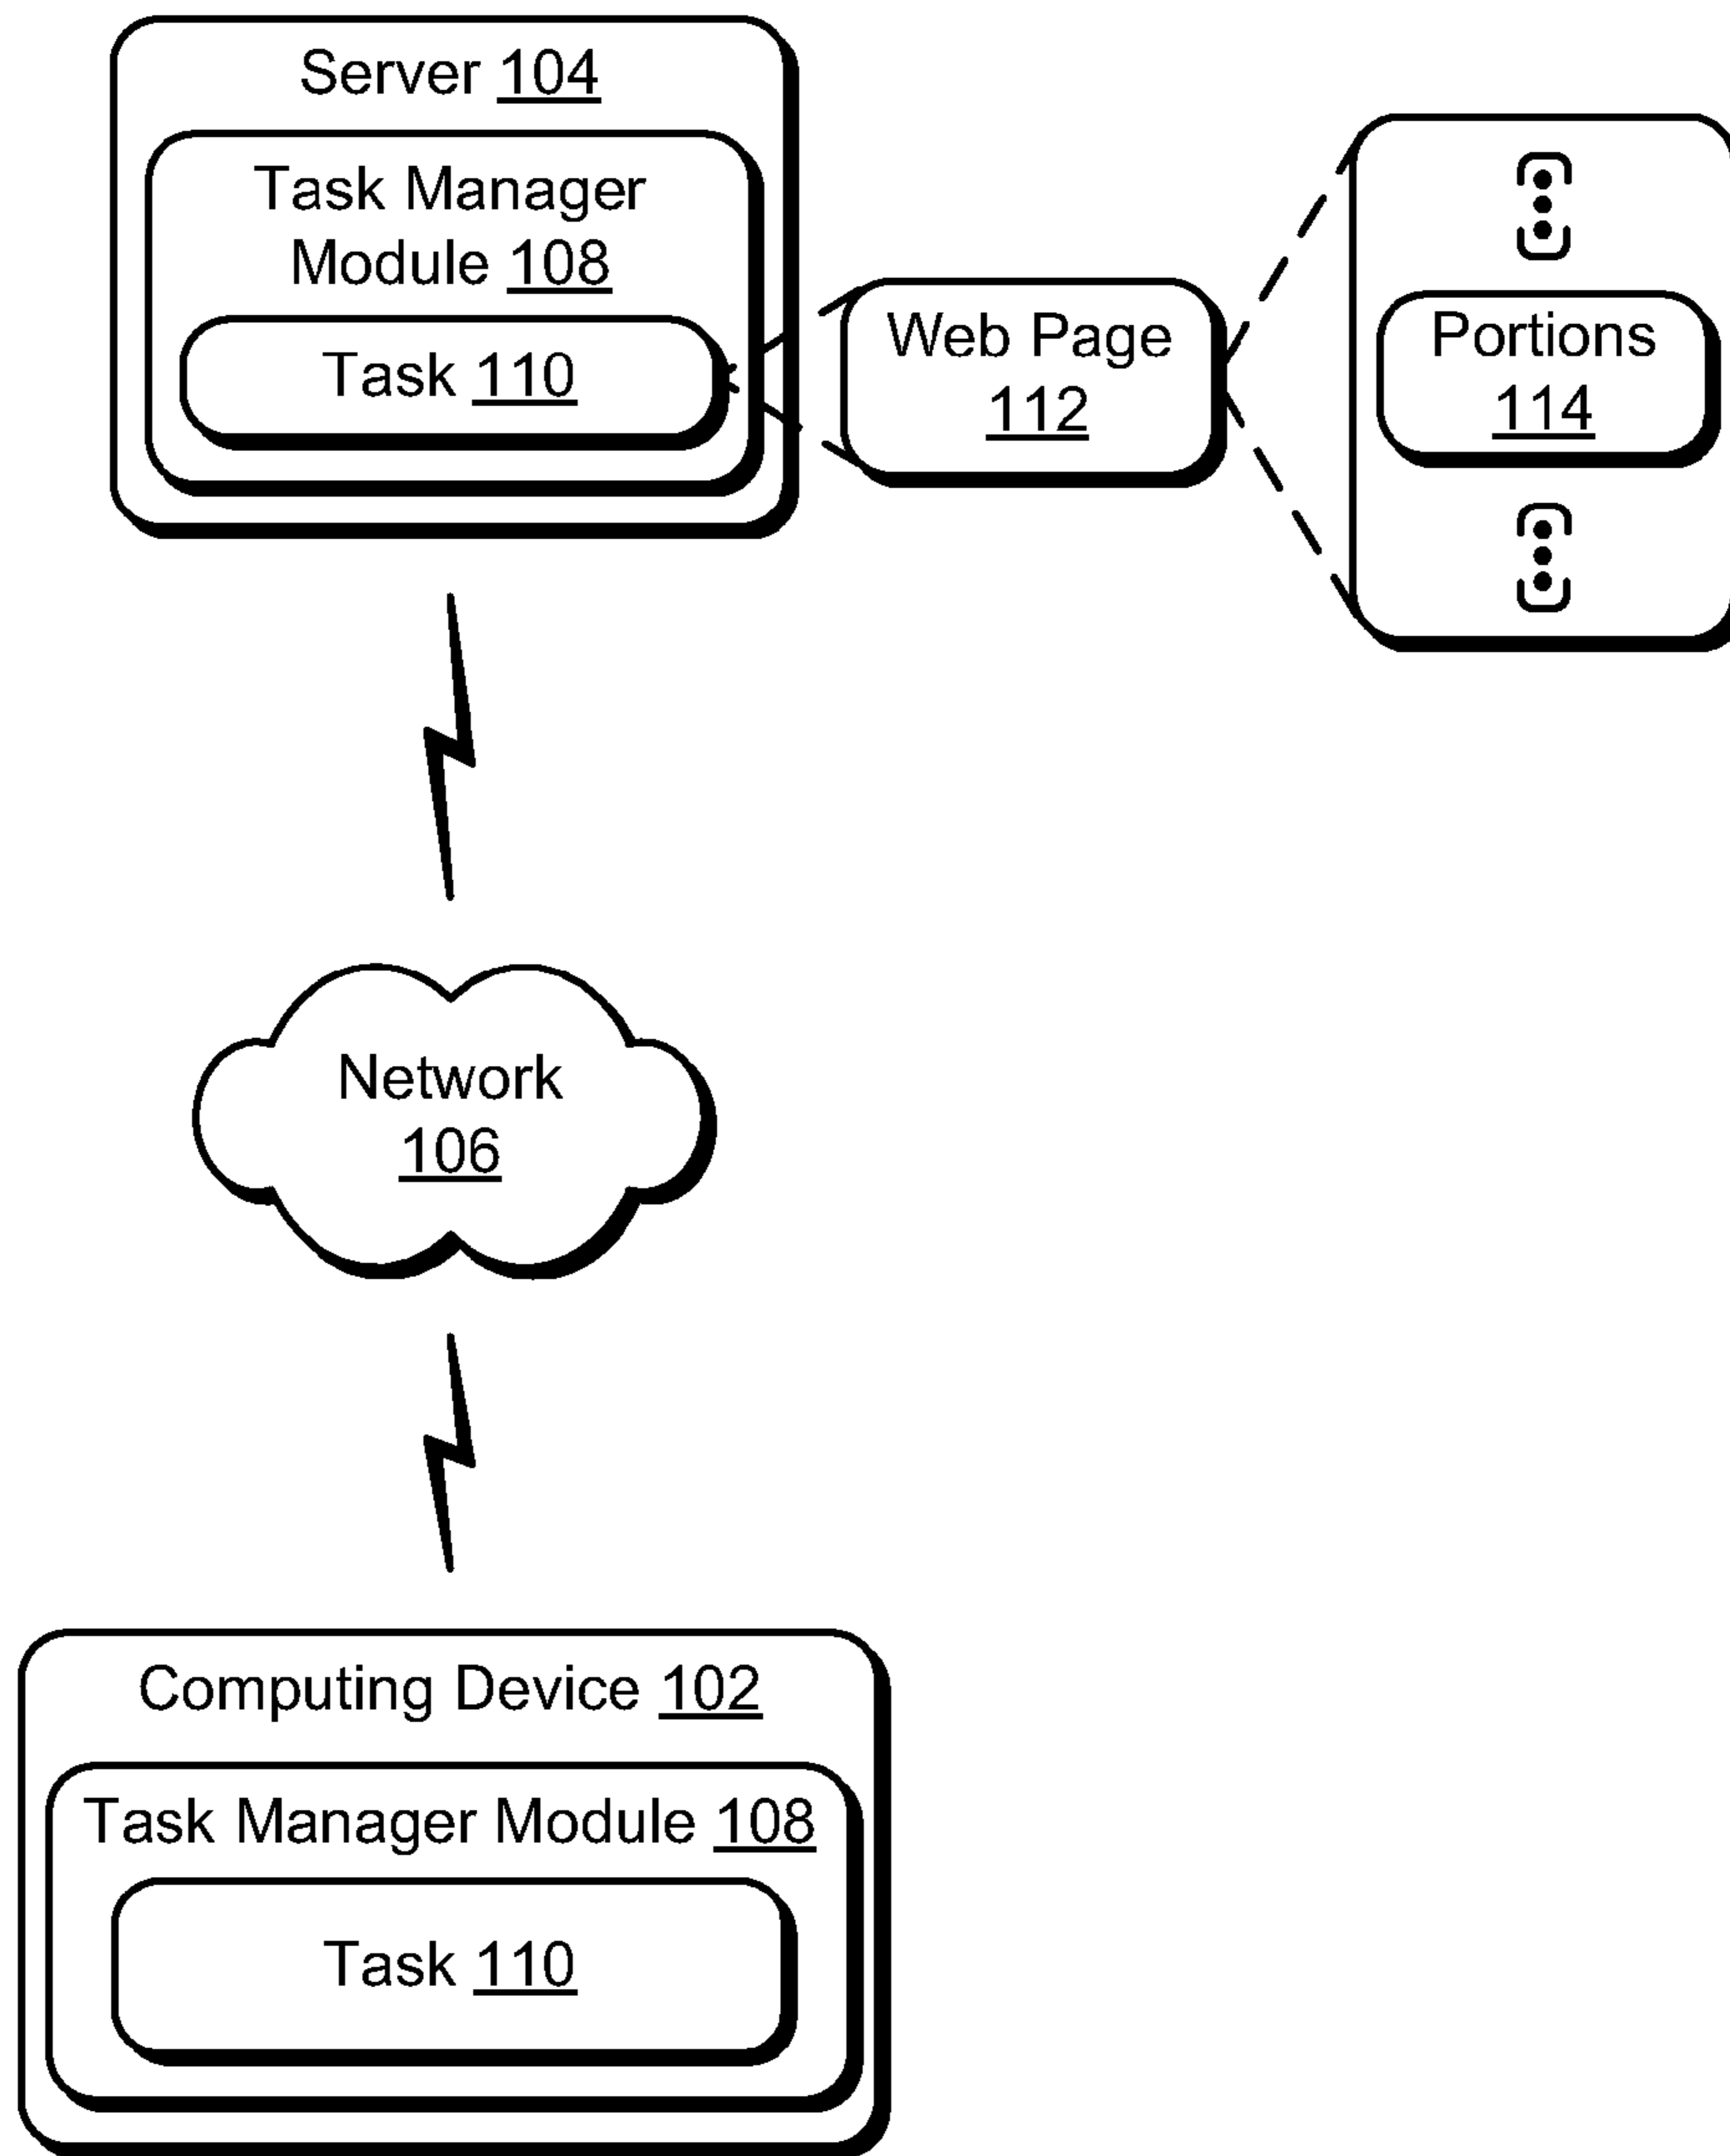 Server 104
Task Manager
Module 108
Task 110
Web Page
112
Portions
114
Network
106
Computing Device 102
Task Manager Module 108
Task 110